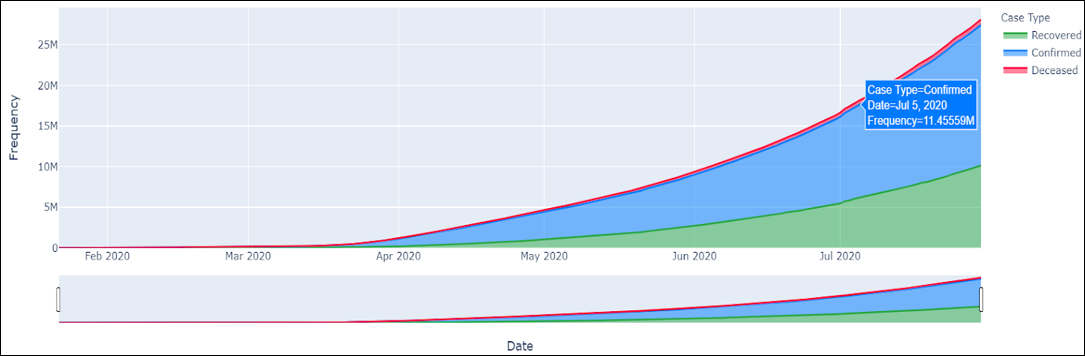 Case Type
Recovered
Confirmed
Deceased
Frequency
25M
20M
15M
10M
5M
0
Case Type=Confirmed
Date=Jul 5, 2020
Frequency=11.45559M
Feb 2020
Mar 2020
Apr 2020
May 2020
Jun 2020
Jul 2020
Date